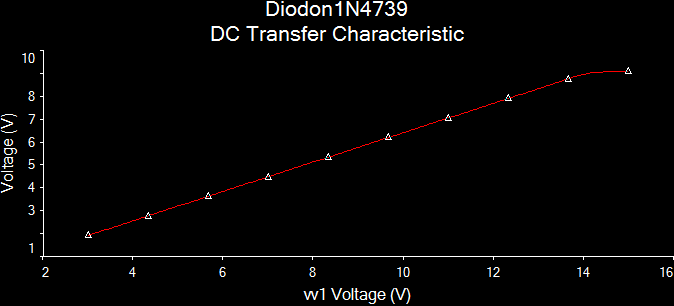 Diodon1N4739
DC Transfer Characteristic
10
8
7
6
5
4
3
1
Voltage (V)
2 4 6 8 10 12 14 16
vv1 Voltage (V)